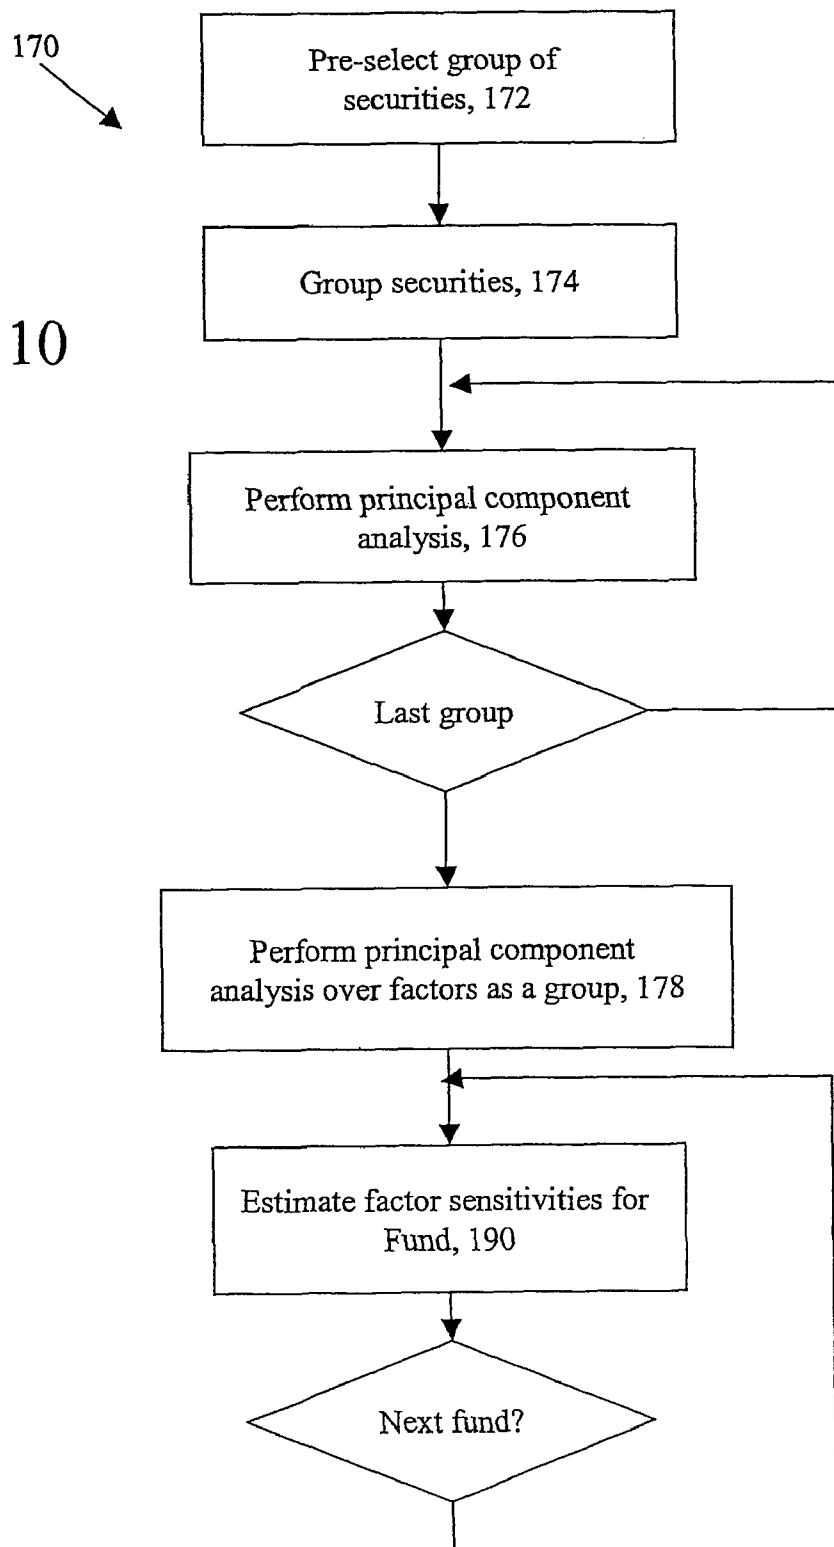 170
Pre-select group of
securities, 172
Group securities, 174
10
Perform principal component
analysis, 176
Last group
Perform principal component
analysis over factors as a group, 178
Estimate factor sensitivities for
Fund, 190
Next fund?